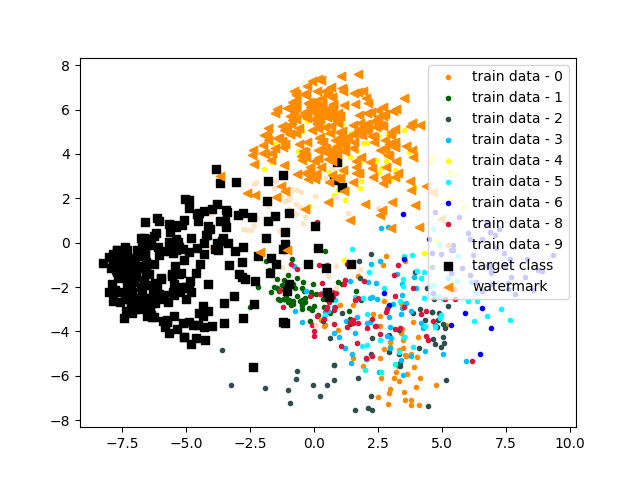 8
6
4
2
0
−2
−4
−6
−8
−7.5
−5.0
−2.5
0.0
2.5
5.0
7.5
10.0
train data - 0
train data - 1
train data - 2
train data - 3
train data - 4
train data - 5
train data - 6
train data - 8
train data - 9
target class
watermark